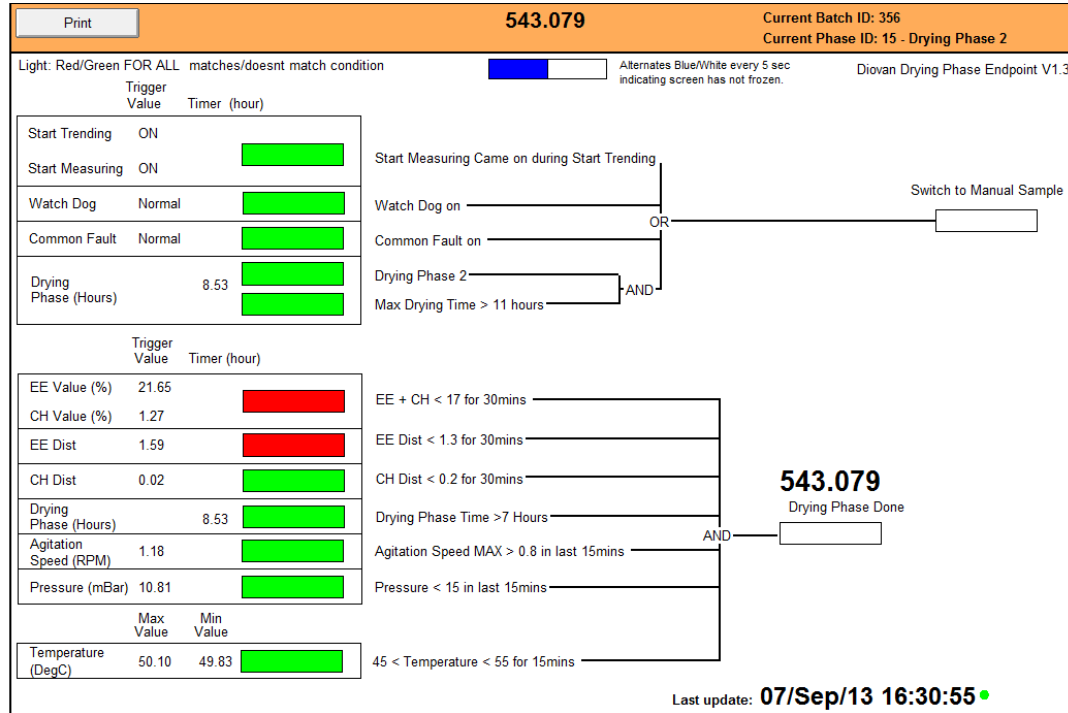 Print
543.079
Current Batch ID: 356
Current Phase ID: 15 - Drying Phase 2
Light: Red/Green FOR ALL matches/doesnt match condition
Alternates Blue/White every 5 sec
indicating screen has not frozen.
Diovan Drying Phase Endpoint V1.3
Trigger
Value Timer (hour)
Start Trending ON
Start Measuring ON
Start Measuring Came on during Start Trending
Watch Dog Normal
Watch Dog on
Switch to Manual Sample
OR
Common Fault Normal
Common Fault on
Drying
Phase (Hours) 8.53
Drying Phase 2
AND
Max Drying Time > 11 hours
Trigger
Value Timer (hour)
EE Value (%) 21.65
CH Value (%) 1.27
EE + CH < 17 for 30mins
EE Dist 1.59
EE Dist < 1.3 for 30mins
CH Dist 0.02
CH Dist < 0.2 for 30mins
543.079
Drying Phase Done
Drying
Phase (Hours) 8.53
Drying Phase Time >7 Hours
AND
Agitation
Speed (RPM) 1.18
Agitation Speed MAX > 0.8 in last 15mins
Pressure (mBar) 10.81
Pressure < 15 in last 15mins
Max Min
Value Value
Temperature
(DegC) 50.10 49.83
45 < Temperature < 55 for 15mins
Last update: 07/Sep/13 16:30:55